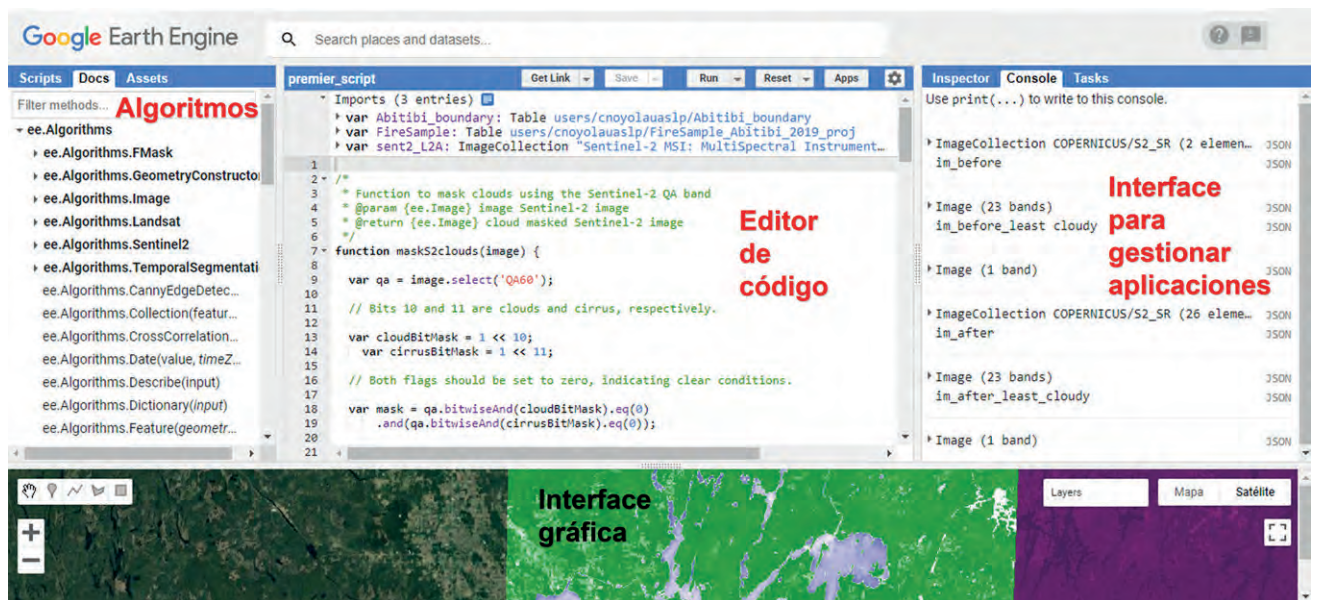 Google Earth Engine
Search places and datasets...
Scripts Docs Assets
Filter methods...
Algoritmos
ee.Algorithms
ee.Algorithms.FMask
ee.Algorithms.GeometryConstructo
ee.Algorithms.Image
ee.Algorithms.Landsat
ee.Algorithms.Sentinel2
ee.Algorithms.TemporalSegmentati
ee.Algorithms.CannyEdgeDetec...
ee.Algorithms.Collection(featur...
ee.Algorithms.CrossCorrelation...
ee.Algorithms.Date(value, timeZ...
ee.Algorithms.Describe(input)
ee.Algorithms.Dictionary(input)
ee.Algorithms.Feature(geometr...
premier_script Get Link Save Run Reset Apps
Imports (3 entries)
var Abitibi_boundary: Table users/cnoyolauaslp/Abitibi_boundary
var FireSample: Table users/cnoyolauaslp/FireSample_Abitibi_2019_proj
var sent2_L2A: ImageCollection "Sentinel-2 MSI: MultiSpectral Instrument…
1
2 /*
3 * Function to mask clouds using the Sentinel-2 QA band
4 * @param {ee.Image} image Sentinel-2 image
5 * @return {ee.Image} cloud masked Sentinel-2 image
6 */
7 function maskS2clouds(image) {
8
9 var qa = image.select('QA60');
10
11 // Bits 10 and 11 are clouds and cirrus, respectively.
12
13 var cloudBitMask = 1 << 10;
14 var cirrusBitMask = 1 << 11;
15
16 // Both flags should be set to zero, indicating clear conditions.
17
18 var mask = qa.bitwiseAnd(cloudBitMask).eq(0)
19 .and(qa.bitwiseAnd(cirrusBitMask).eq(0));
20
21
Editor
de
código
Inspector Console Tasks
Use print(...) to write to this console.
ImageCollection COPERNICUS/S2_SR (2 elemen… JSON
im_before JSON
Image (23 bands) JSON
im_before_least cloudy JSON
Image (1 band) JSON
ImageCollection COPERNICUS/S2_SR (26 eleme… JSON
im_after JSON
Image (23 bands) JSON
im_after_least_cloudy JSON
Image (1 band) JSON
Interface
para
gestionar
aplicaciones
Interface
gráfica
Layers Mapa Satélite